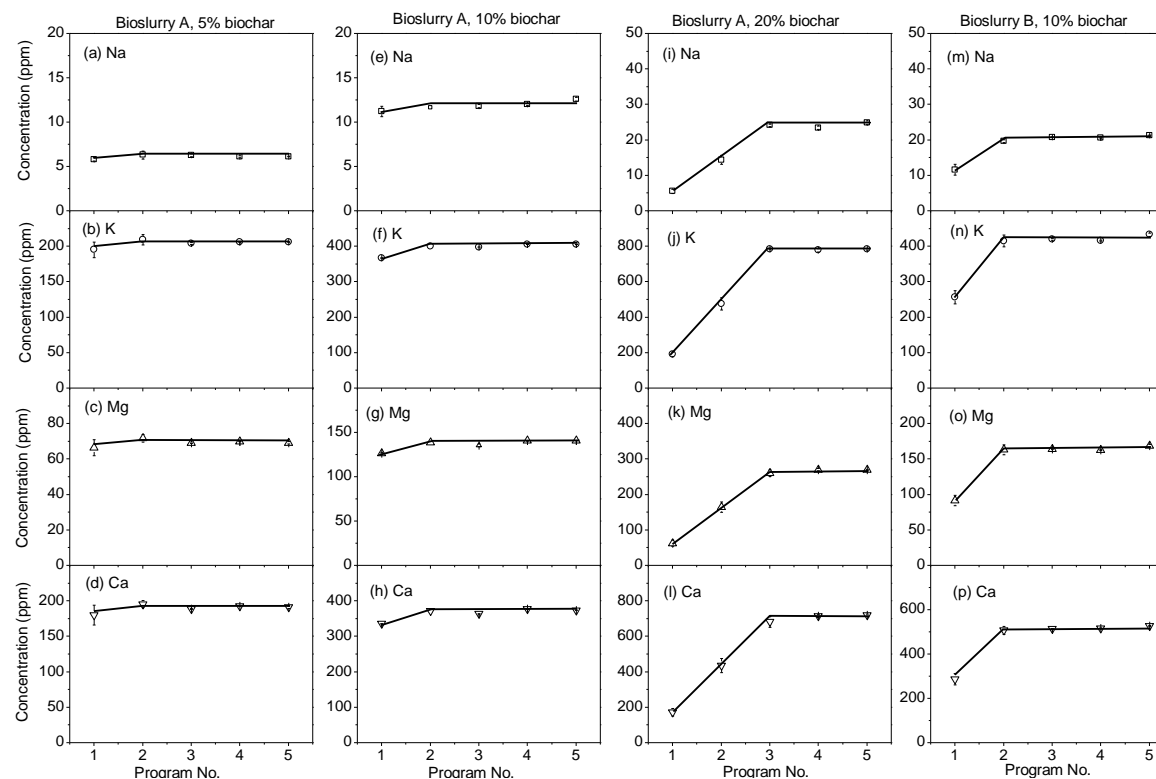 Bioslurry A, 5% biochar
Bioslurry A, 10% biochar
Bioslurry A, 20% biochar
Bioslurry B, 10% biochar
Concentration (ppm)
20
15
10
5
0
(a) Na
20
15
10
5
0
(e) Na
50
40
30
20
10
0
(i) Na
50
40
30
20
10
0
(m) Na
Concentration (ppm)
200
150
100
50
0
(b) K
400
300
200
100
0
(f) K
800
600
400
200
0
(j) K
400
300
200
100
0
(n) K
Concentration (ppm)
80
60
40
20
0
(c) Mg
150
100
50
0
(g) Mg
400
300
200
100
0
(k) Mg
200
150
100
50
0
(o) Mg
Concentration (ppm)
200
150
100
50
0
(d) Ca
400
300
200
100
0
(h) Ca
800
600
400
200
0
(l) Ca
600
400
200
0
(p) Ca
1 2 3 4 5
Program No.
1 2 3 4 5
Program No.
1 2 3 4 5
Program No.
1 2 3 4 5
Program No.